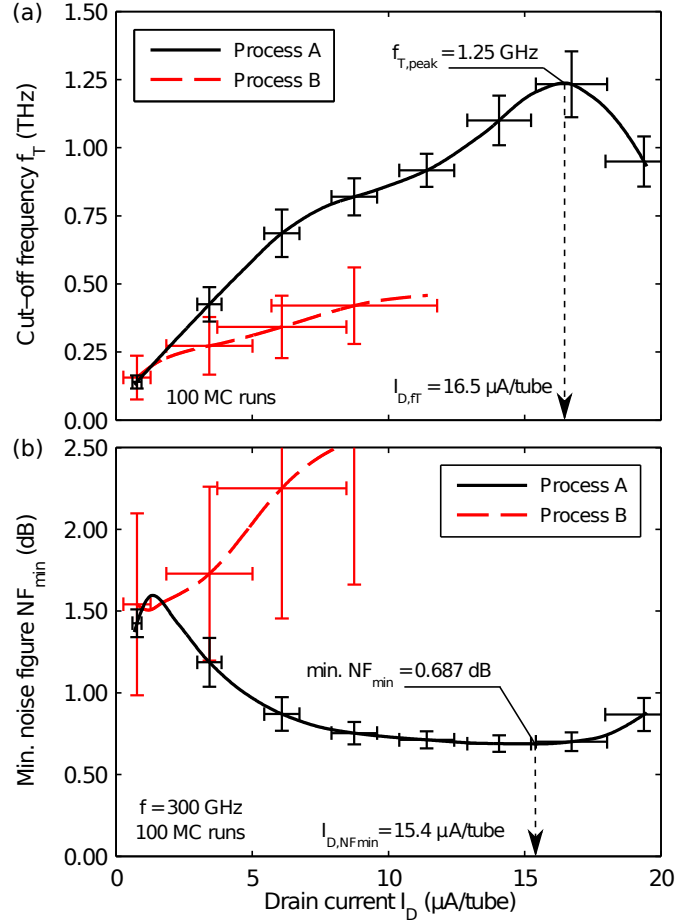 (a)
1.50
1.25
1.00
0.75
0.50
0.25
0.00
Cut−off frequency f_T (THz)
Process A
Process B
f_T,peak = 1.25 GHz
100 MC runs
I_D,fT = 16.5 μA/tube
(b)
2.50
2.00
1.50
1.00
0.50
0.00
Min. noise figure NF_min (dB)
Process A
Process B
min. NF_min = 0.687 dB
f = 300 GHz
100 MC runs
I_D,NFmin = 15.4 μA/tube
0 5 10 15 20
Drain current I_D (μA/tube)